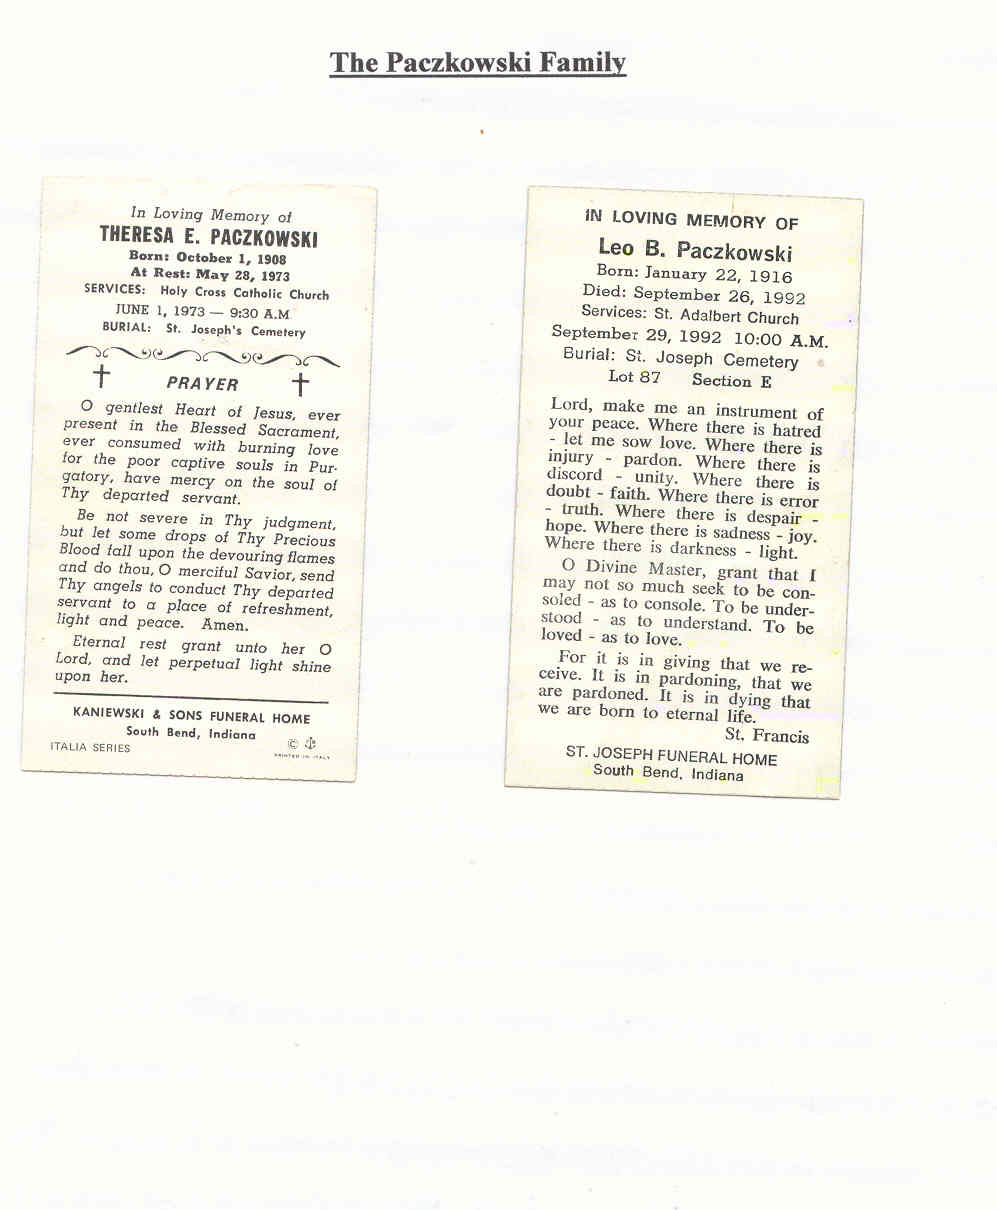 The Paczkowski Family
In Loving Memory of
THERESA E. PACZKOWSKI
Born: October 1, 1908
At Rest: May 28, 1973
SERVICES: Holy Cross Catholic Church
JUNE 1, 1973 — 9:30 A.M
BURIAL: St. Joseph's Cemetery
PRAYER
O gentlest Heart of Jesus, ever
present in the Blessed Sacrament,
ever consumed with burning love
for the poor captive souls in Pur-
gatory, have mercy on the soul of
Thy departed servant.
Be not severe in Thy judgment,
but let some drops of Thy Precious
Blood fall upon the devouring flames
and do thou, O merciful Savior, send
Thy angels to conduct Thy departed
servant to a place of refreshment,
light and peace. Amen.
Eternal rest grant unto her O
Lord, and let perpetual light shine
upon her.
KANIEWSKI & SONS FUNERAL HOME
South Bend, Indiana
ITALIA SERIES
©
PRINTED IN ITALY
IN LOVING MEMORY OF
Leo B. Paczkowski
Born: January 22, 1916
Died: September 26, 1992
Services: St. Adalbert Church
September 29, 1992 10:00 A.M.
Burial: St. Joseph Cemetery
Lot 87 Section E
Lord, make me an instrument of
your peace. Where there is hatred
- let me sow love. Where there is
injury - pardon. Where there is
discord - unity. Where there is
doubt - faith. Where there is error
- truth. Where there is despair -
hope. Where there is sadness - joy.
Where there is darkness - light.
O Divine Master, grant that I
may not so much seek to be con-
soled - as to console. To be under-
stood - as to understand. To be
loved - as to love.
For it is in giving that we re-
ceive. It is in pardoning, that we
are pardoned. It is in dying that
we are born to eternal life.
St. Francis
ST. JOSEPH FUNERAL HOME
South Bend, Indiana